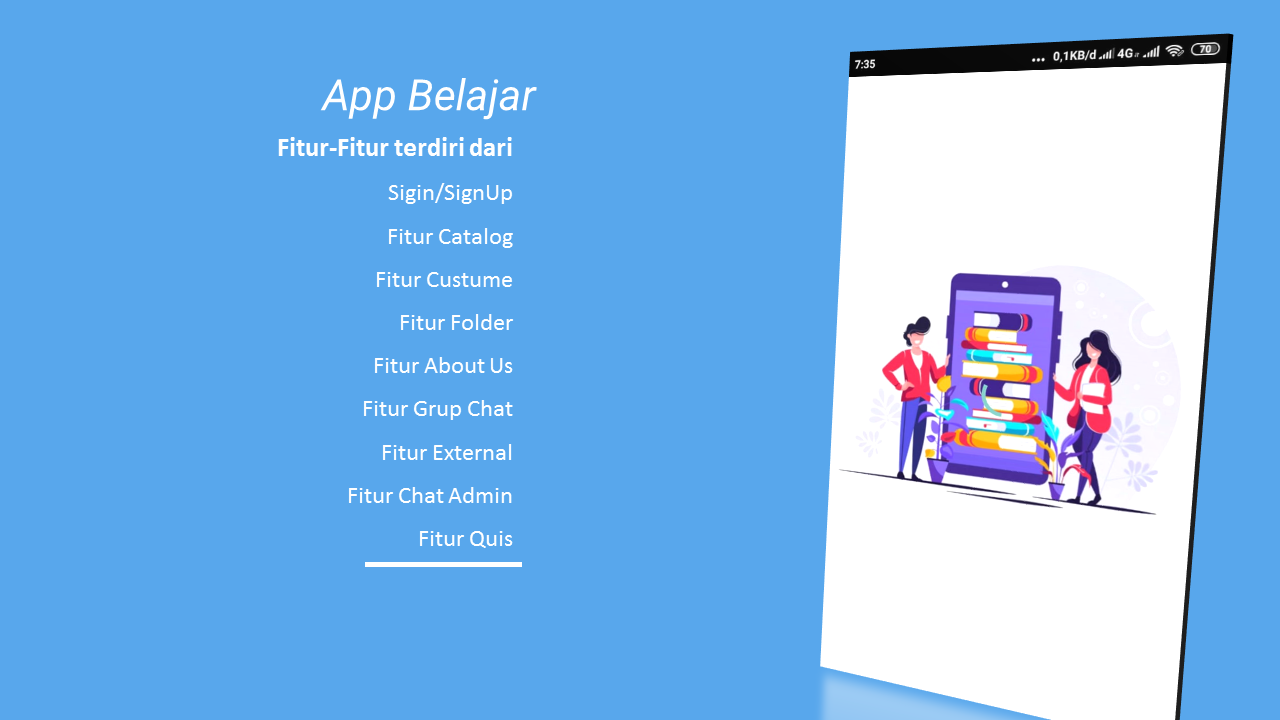 App Belajar
Fitur-Fitur terdiri dari
Sigin/SignUp
Fitur Catalog
Fitur Custume
Fitur Folder
Fitur About Us
Fitur Grup Chat
Fitur External
Fitur Chat Admin
Fitur Quis
7:35 ... 0,1KB/d 4G 70